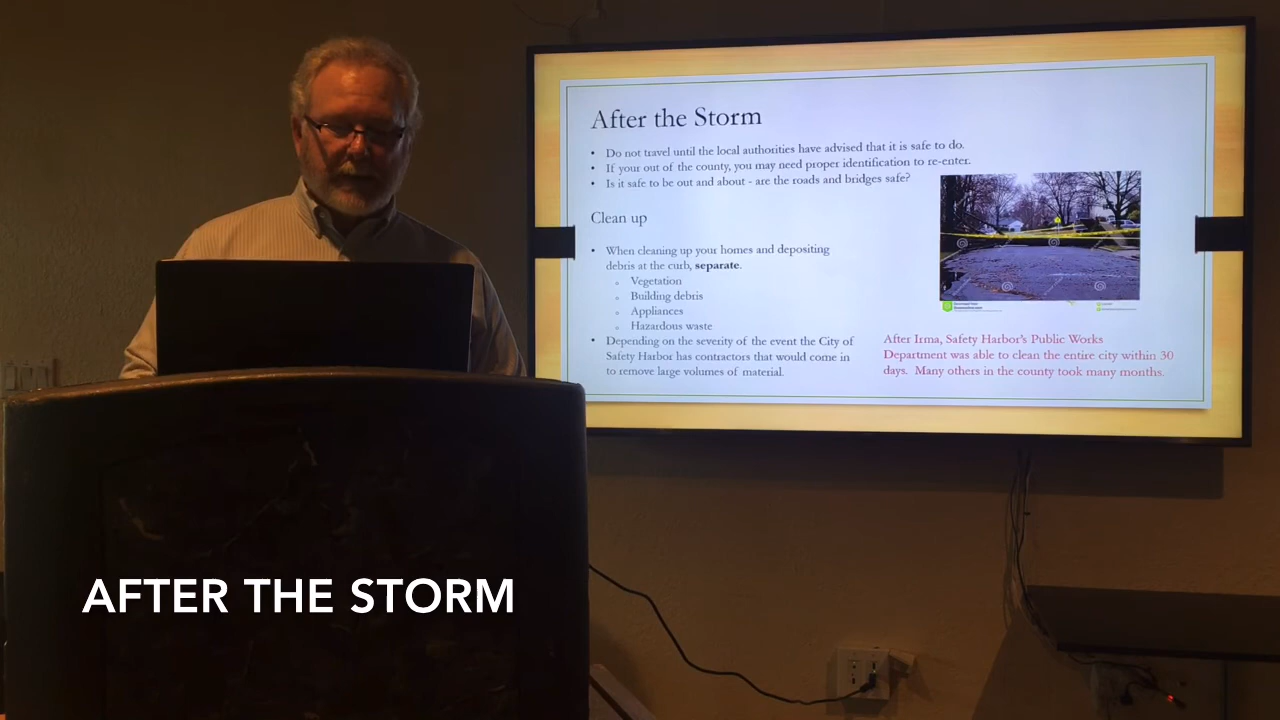 After the Storm
• Do not travel until the local authorities have advised that it is safe to do.
• If your out of the county, you may need proper identification to re-enter.
• Is it safe to be out and about - are the roads and bridges safe?
Clean up
• When cleaning up your homes and depositing
debris at the curb, separate.
Vegetation
Building debris
Appliances
Hazardous waste
• Depending on the severity of the event the City of
Safety Harbor has contractors that would come in
to remove large volumes of material.
After Irma, Safety Harbor's Public Works
Department was able to clean the entire city within 30
days. Many others in the county took many months.
AFTER THE STORM